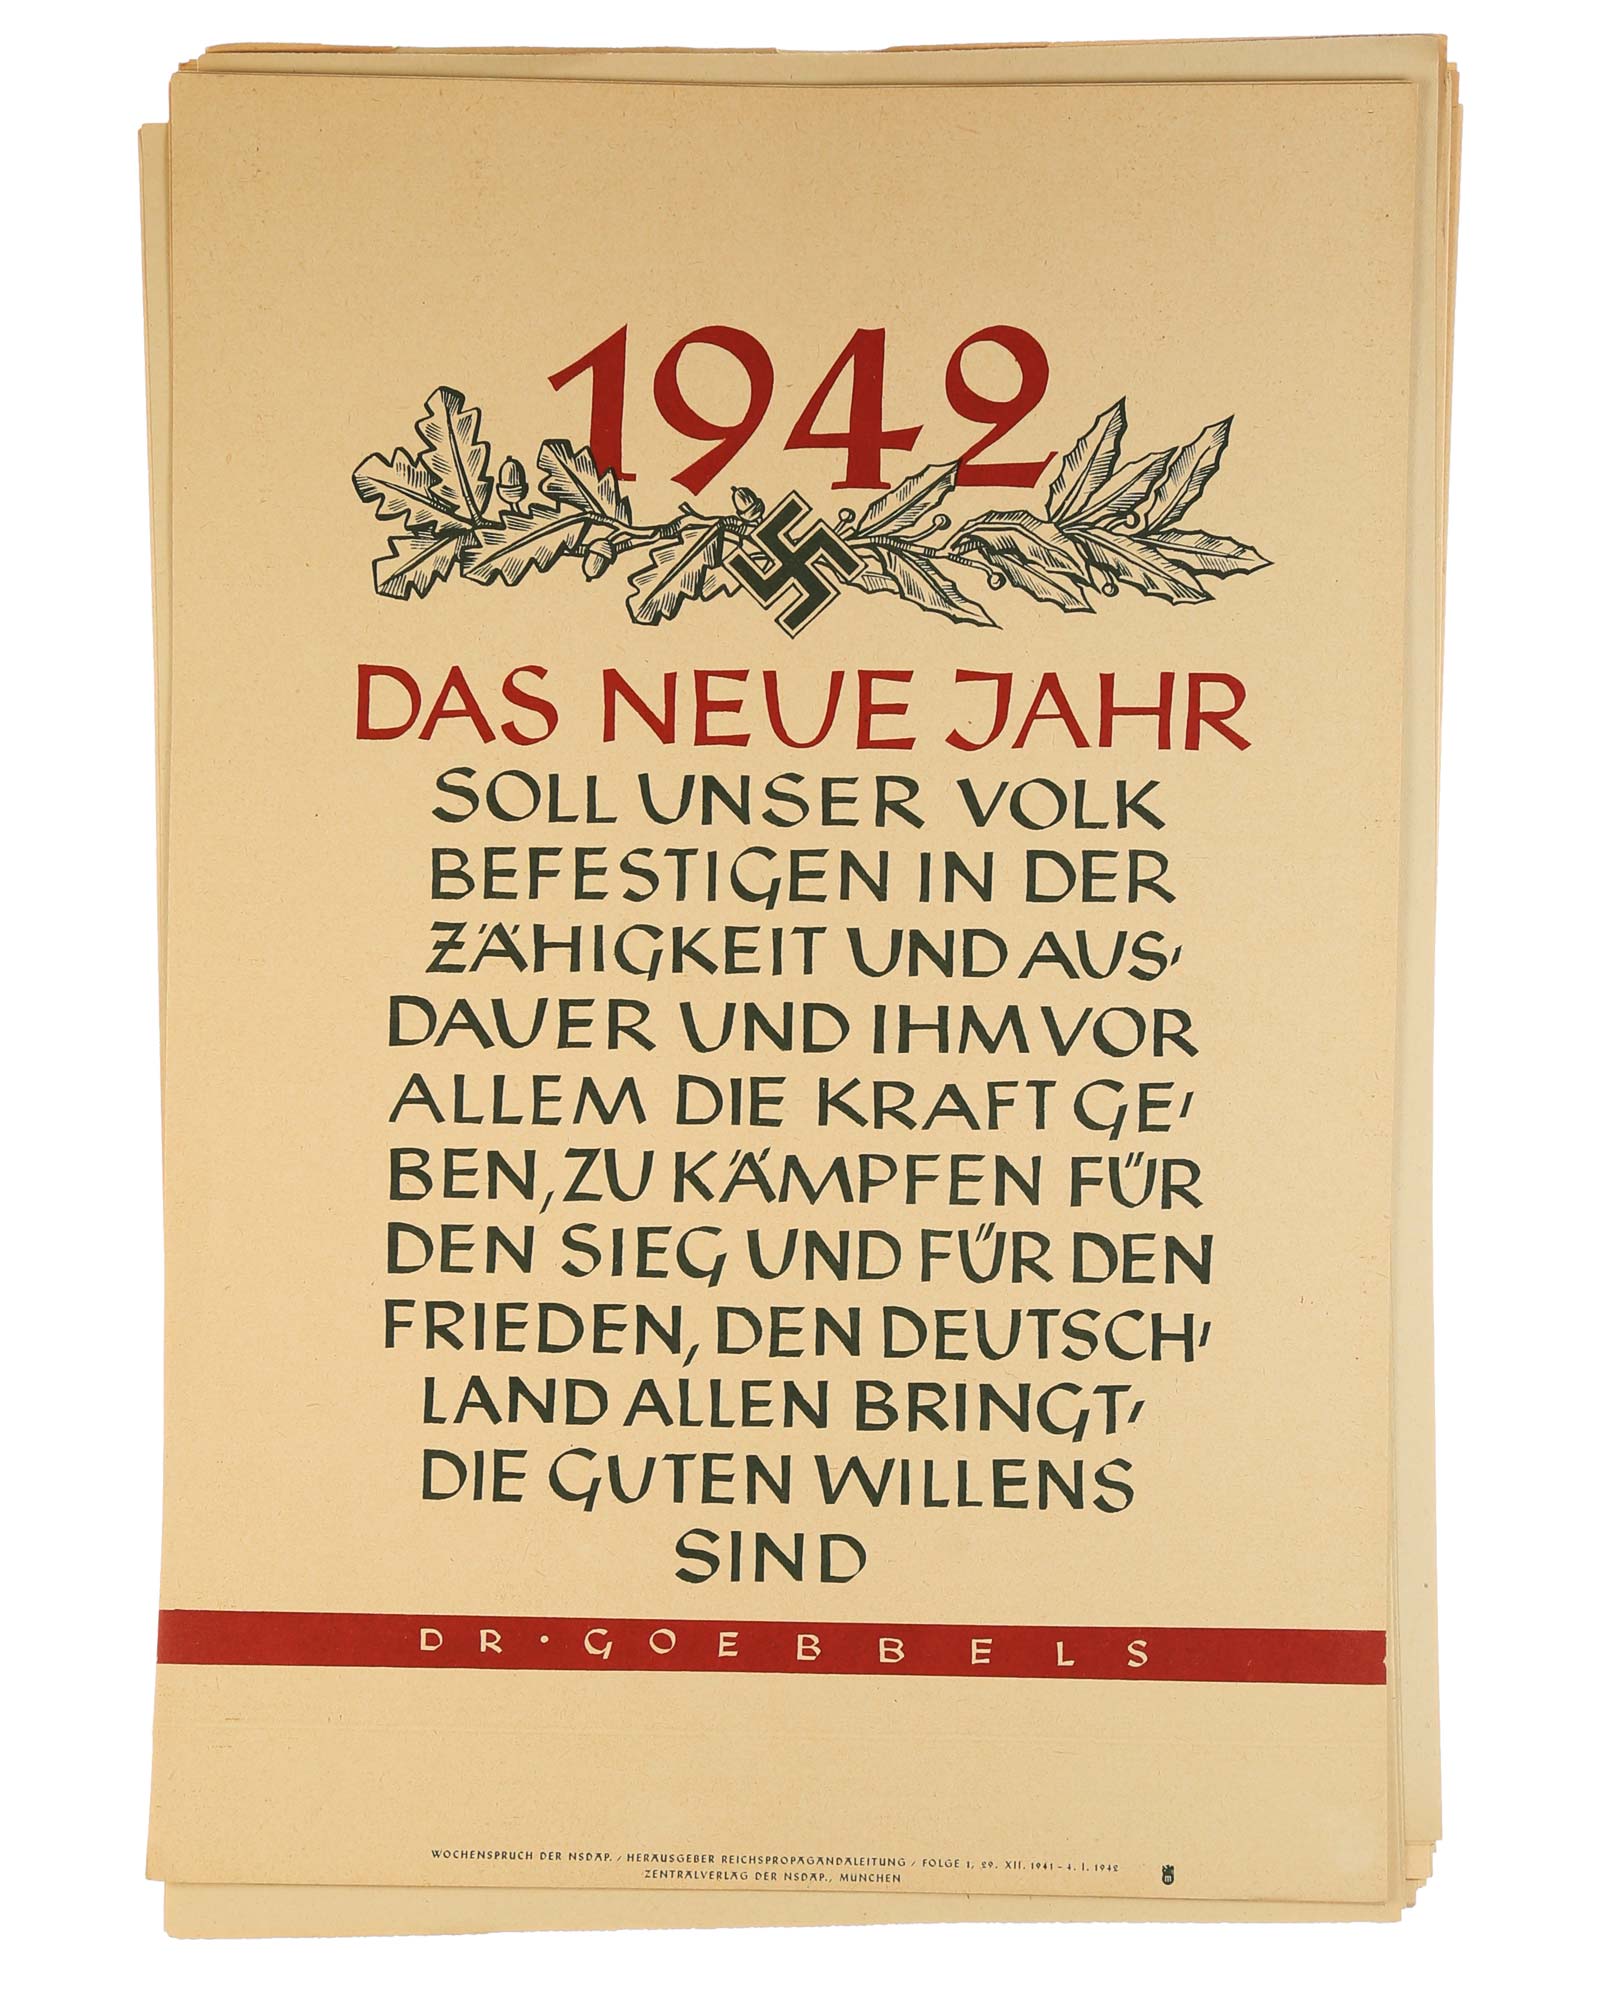 1942
DAS NEUE JAHR
SOLL UNSER VOLK
BEFESTIGEN IN DER
ZÄHIGKEIT UND AUS-
DAUER UND IHM VOR
ALLEM DIE KRAFT GE-
BEN, ZU KÄMPFEN FÜR
DEN SIEG UND FÜR DEN
FRIEDEN, DEN DEUTSCH-
LAND ALLEN BRINGT,
DIE GUTEN WILLENS
SIND
DR · GOEBBELS
WOCHENSPRUCH DER NSDAP. / HERAUSGEBER REICHSPROPAGANDALEITUNG / FOLGE 1, 29. XII. 1941 – 4. I. 1942
ZENTRALVERLAG DER NSDAP., MÜNCHEN
m